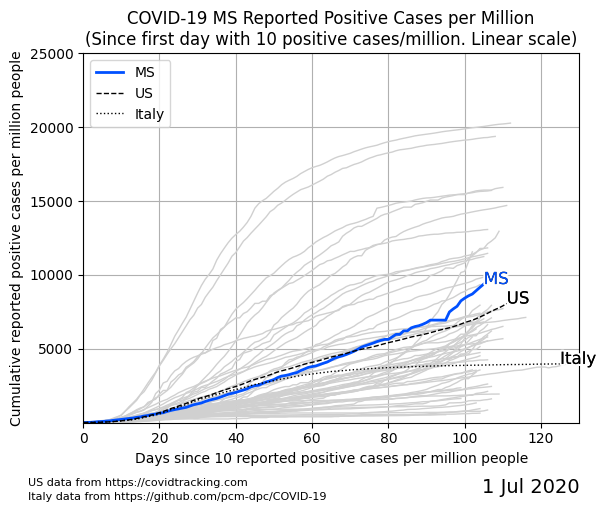 COVID-19 MS Reported Positive Cases per Million
(Since first day with 10 positive cases/million. Linear scale)
Cumulative reported positive cases per million people
25000
20000
15000
10000
5000
MS
US
Italy
MS
US
Italy
0 20 40 60 80 100 120
Days since 10 reported positive cases per million people
US data from https://covidtracking.com
Italy data from https://github.com/pcm-dpc/COVID-19
1 Jul 2020